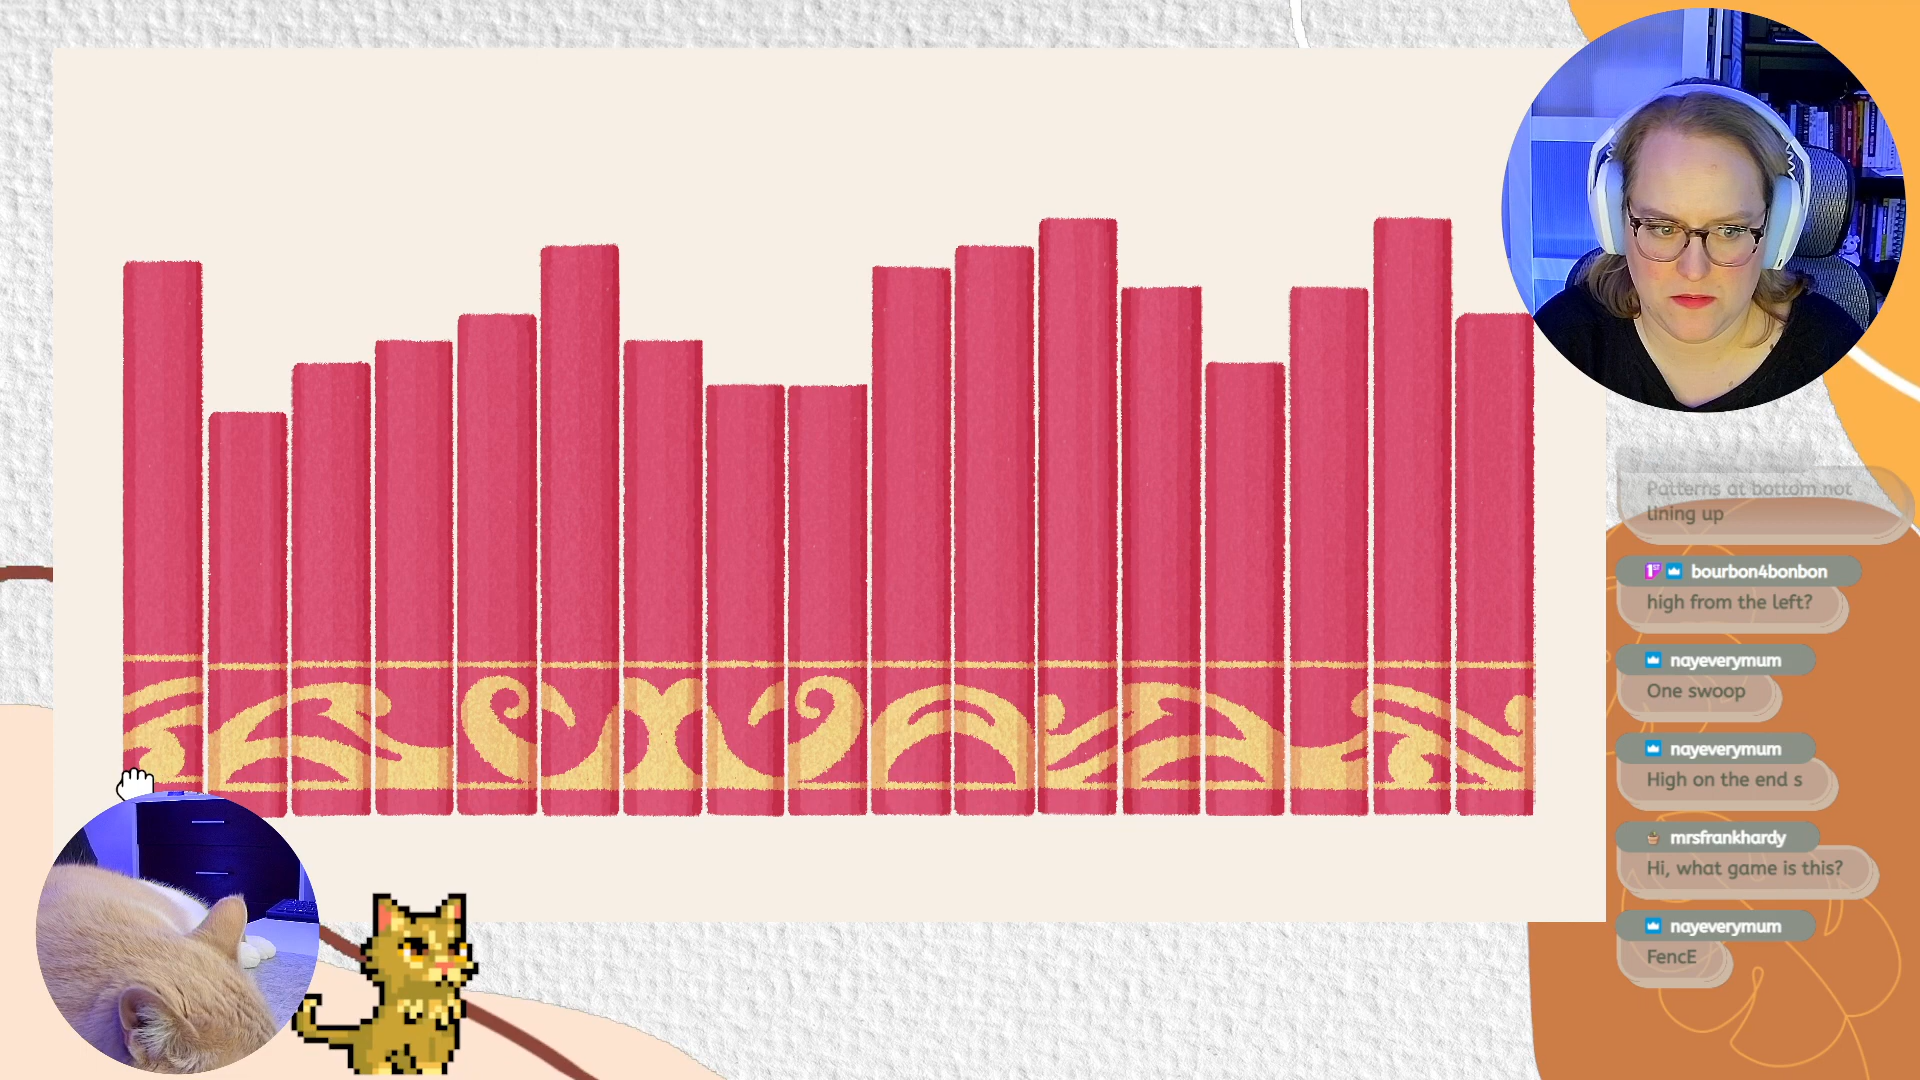 Patterns at bottom not
lining up
1ST bourbon4bonbon
high from the left?
nayeverymum
One swoop
nayeverymum
High on the end s
mrsfrankhardy
Hi, what game is this?
nayeverymum
FencE